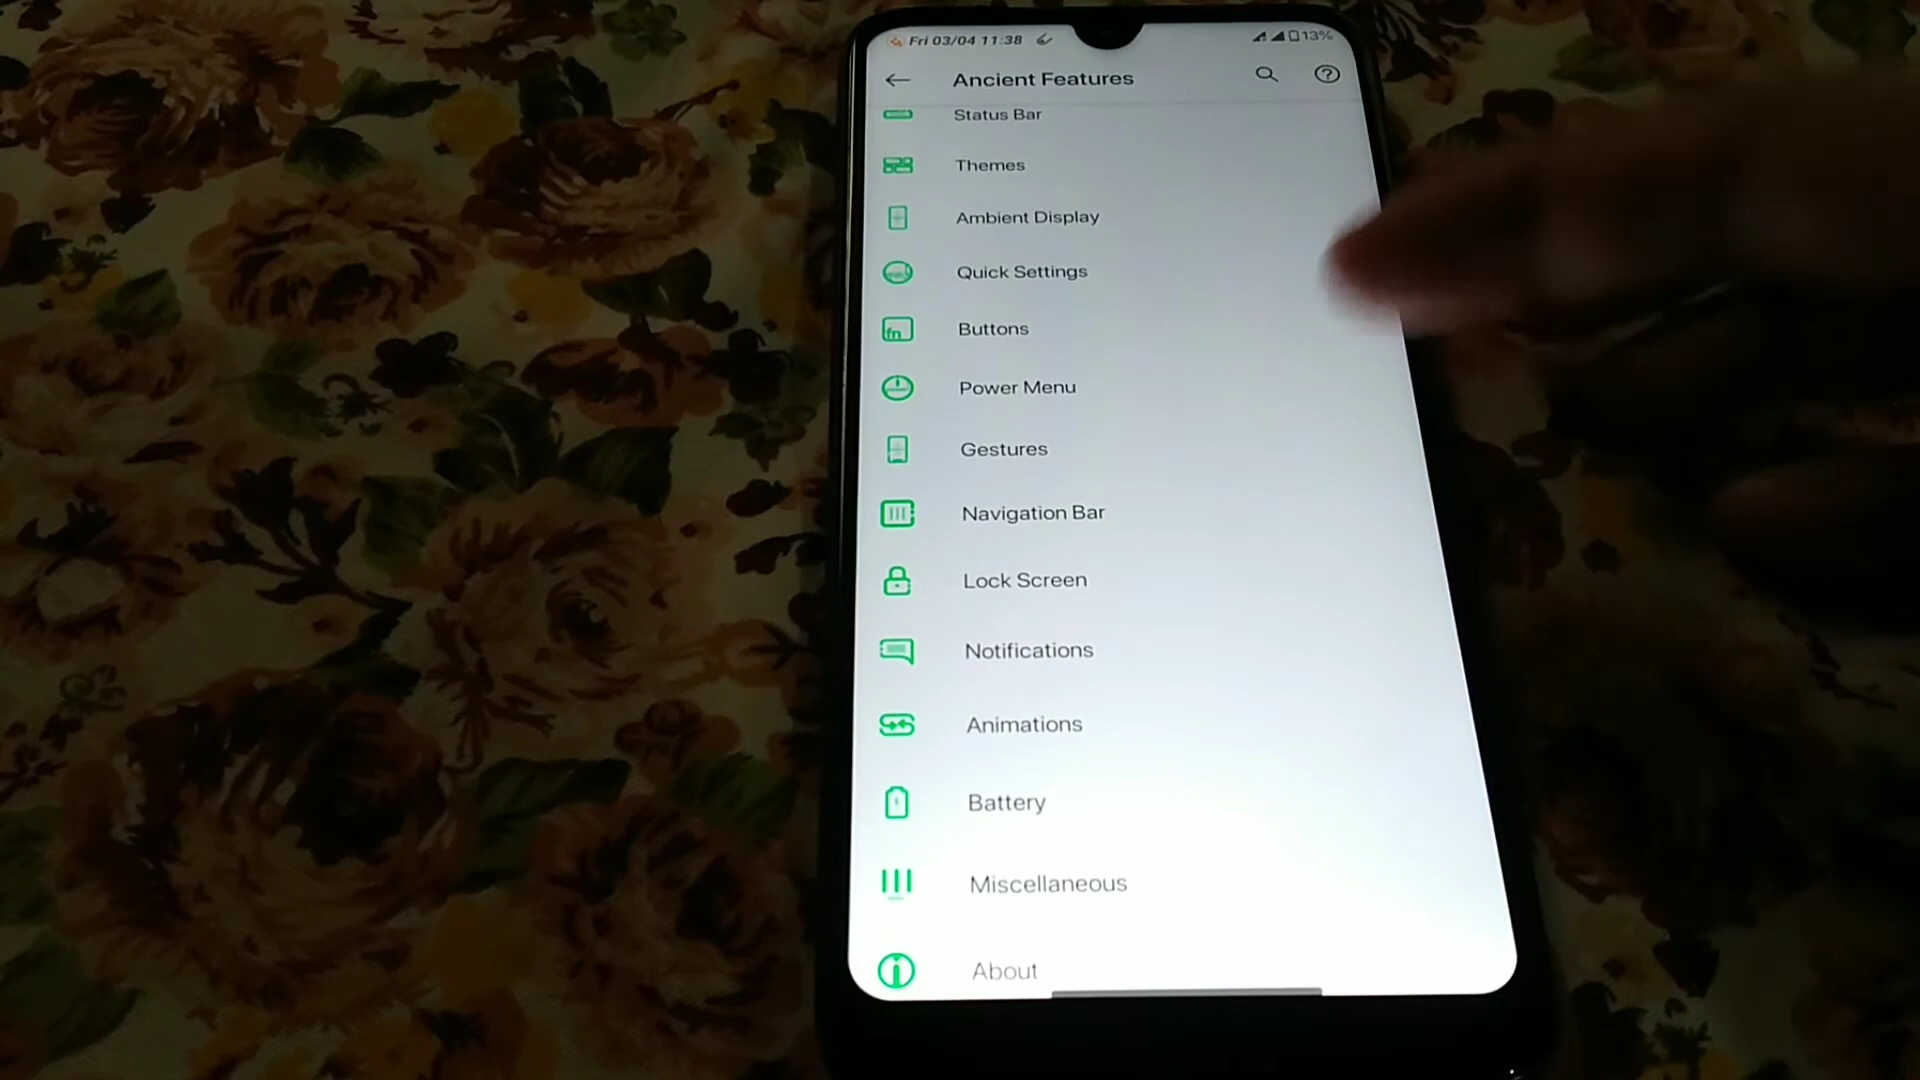 Fri 03/04 11:38 13%
Ancient Features
Status Bar
Themes
Ambient Display
Quick Settings
fn Buttons
Power Menu
Gestures
Navigation Bar
Lock Screen
Notifications
Animations
Battery
Miscellaneous
About